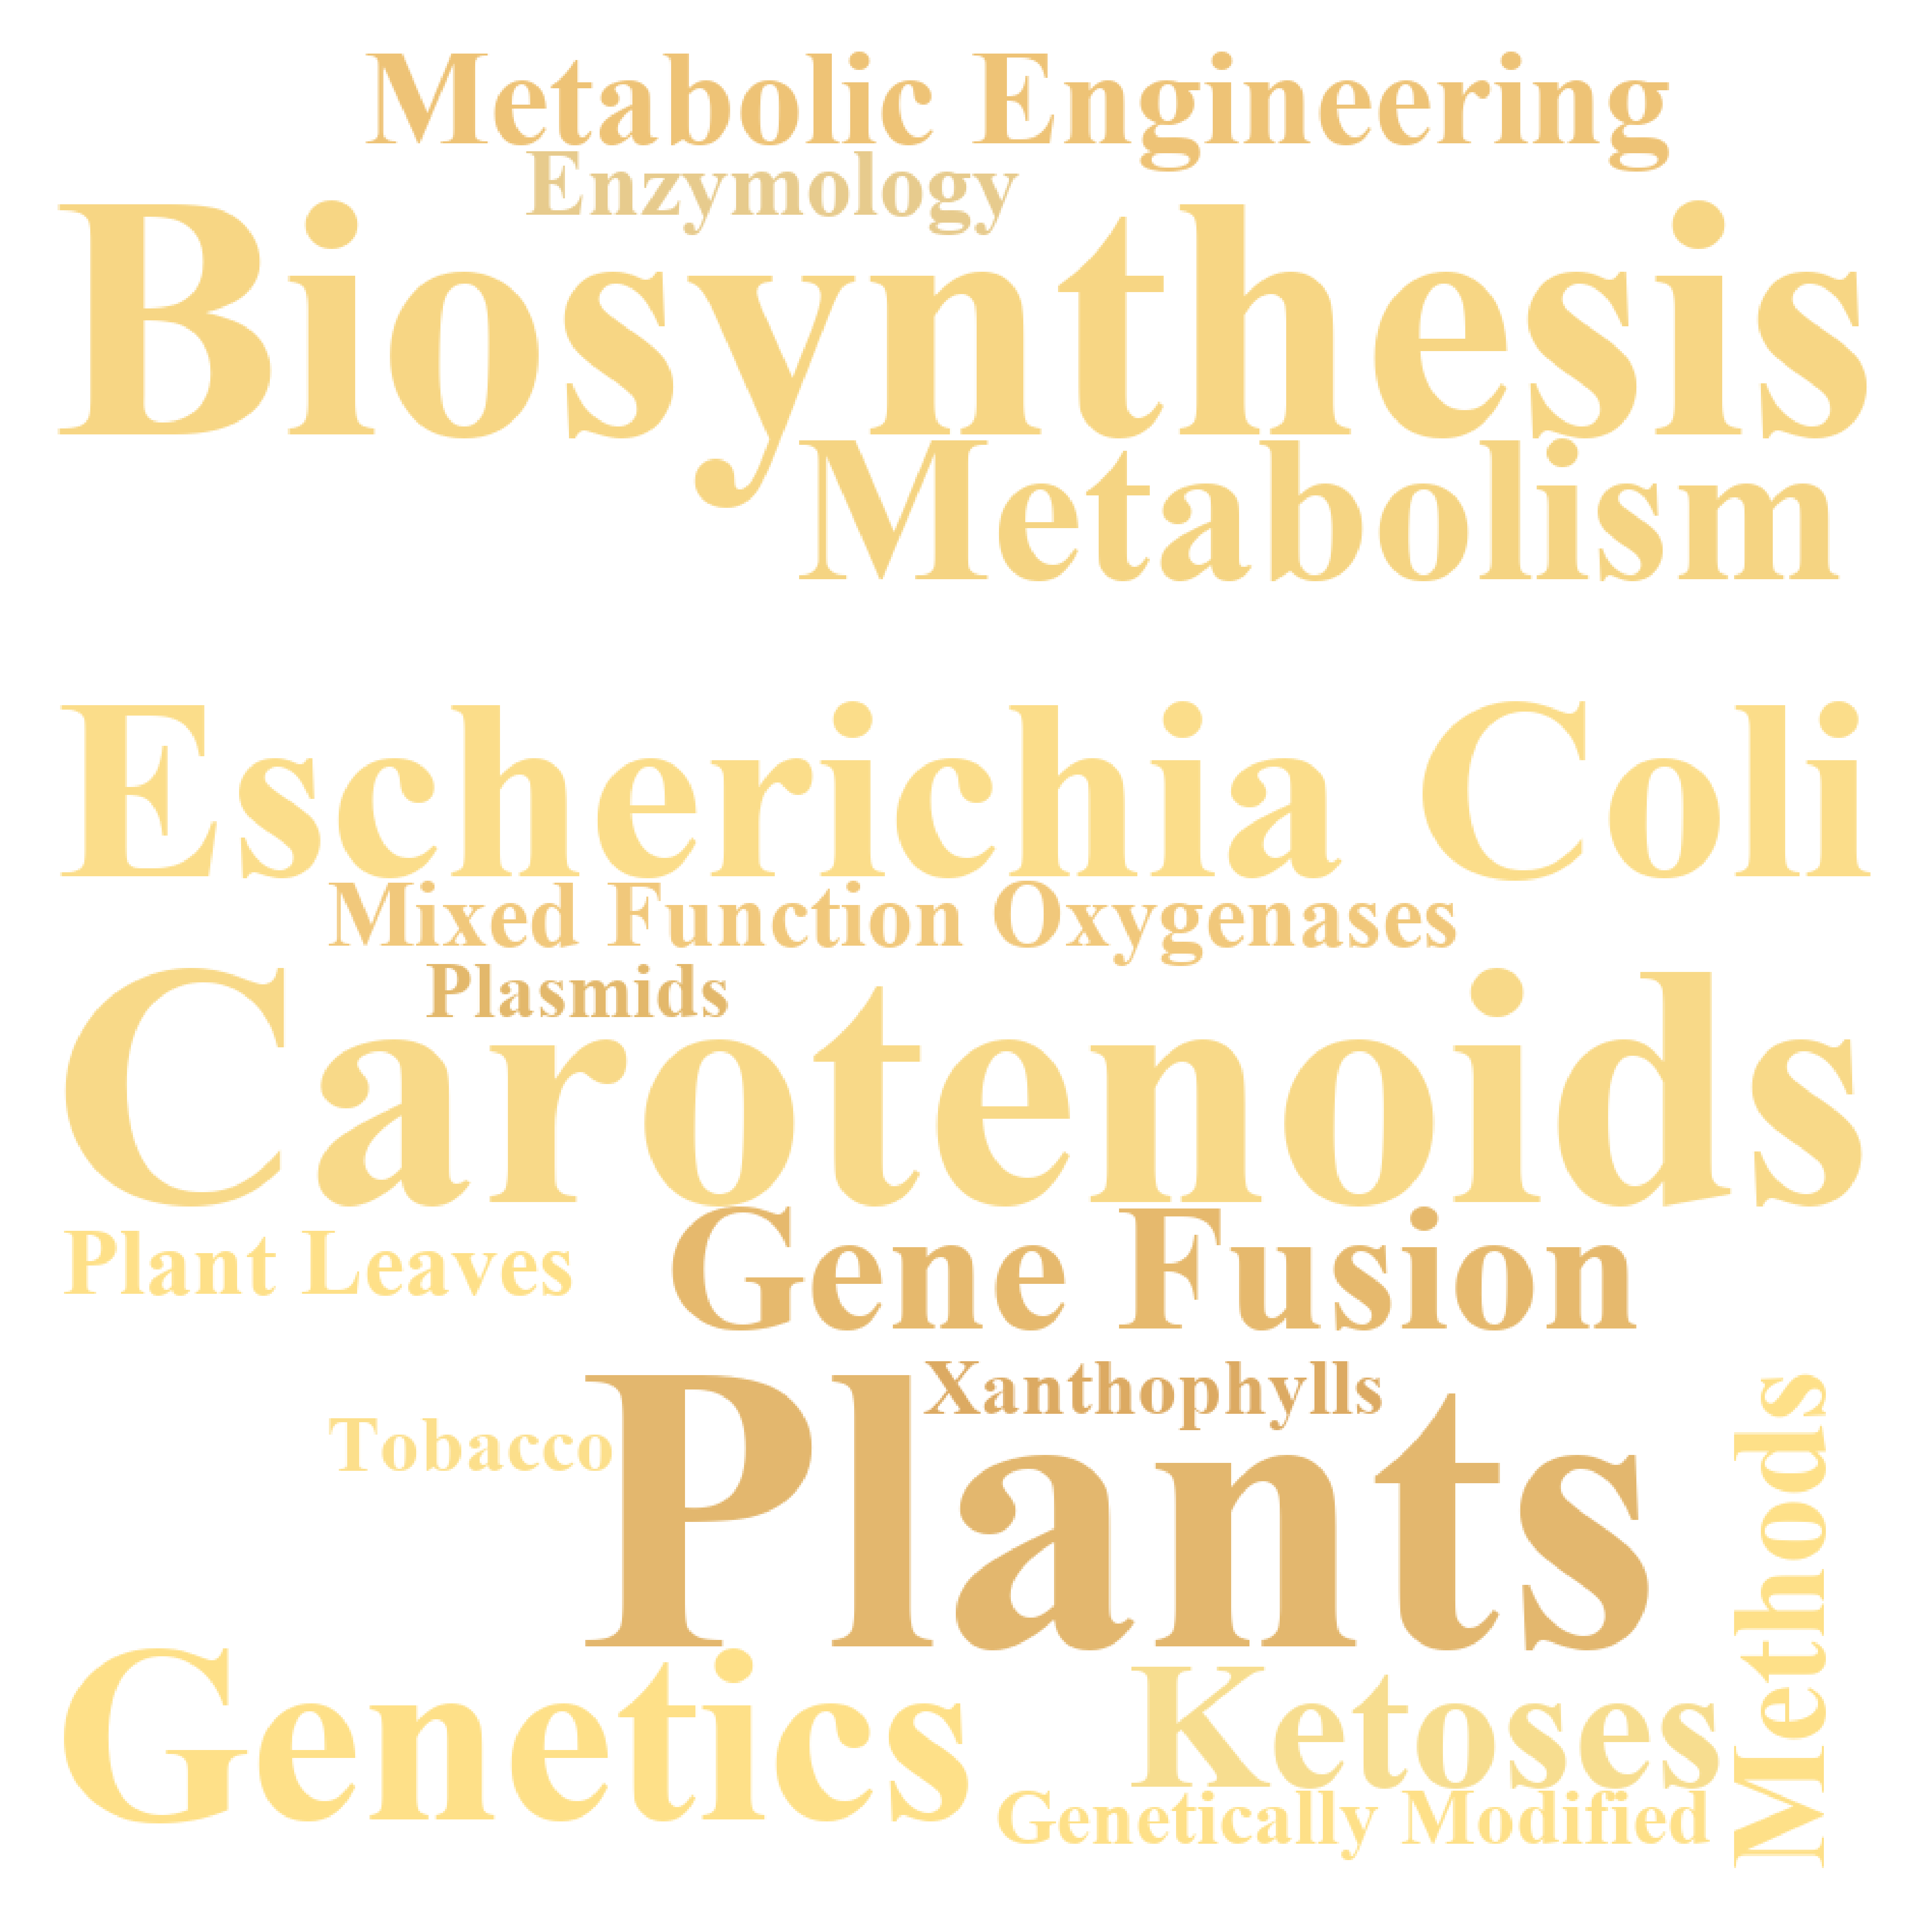 Metabolic Engineering
Enzymology
Biosynthesis
Metabolism
Escherichia Coli
Mixed Function Oxygenases
Plasmids
Carotenoids
Plant Leaves
Gene Fusion
Xanthophylls
Tobacco
Plants
Methods
Genetics
Ketoses
Genetically Modified